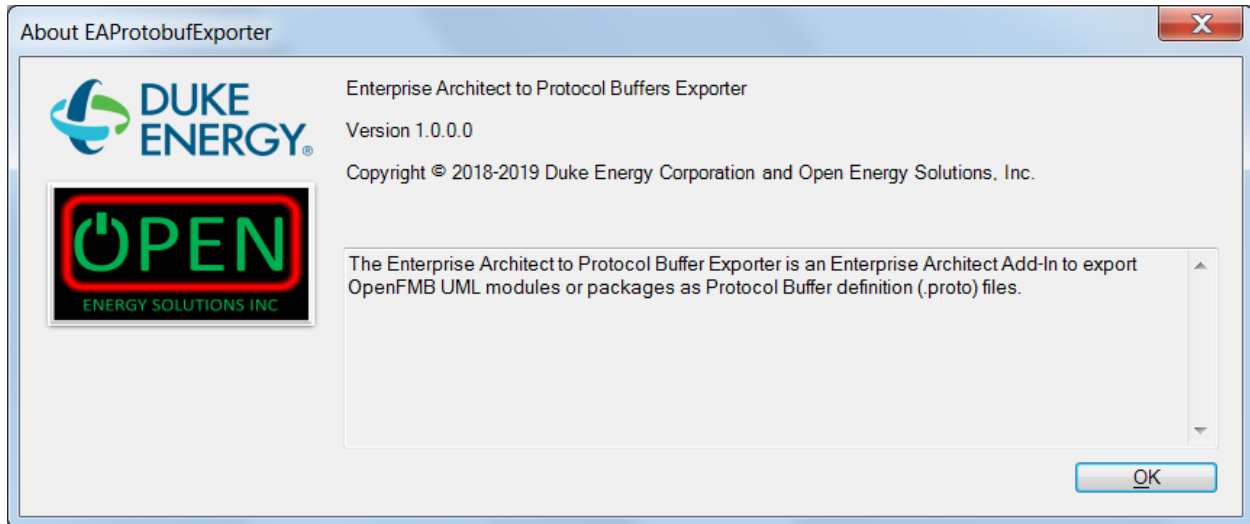 About EAProtobufExporter
X
DUKE
ENERGY®
OPEN
ENERGY SOLUTIONS INC
Enterprise Architect to Protocol Buffers Exporter
Version 1.0.0.0
Copyright © 2018-2019 Duke Energy Corporation and Open Energy Solutions, Inc.
The Enterprise Architect to Protocol Buffer Exporter is an Enterprise Architect Add-In to export
OpenFMB UML modules or packages as Protocol Buffer definition (.proto) files.
OK